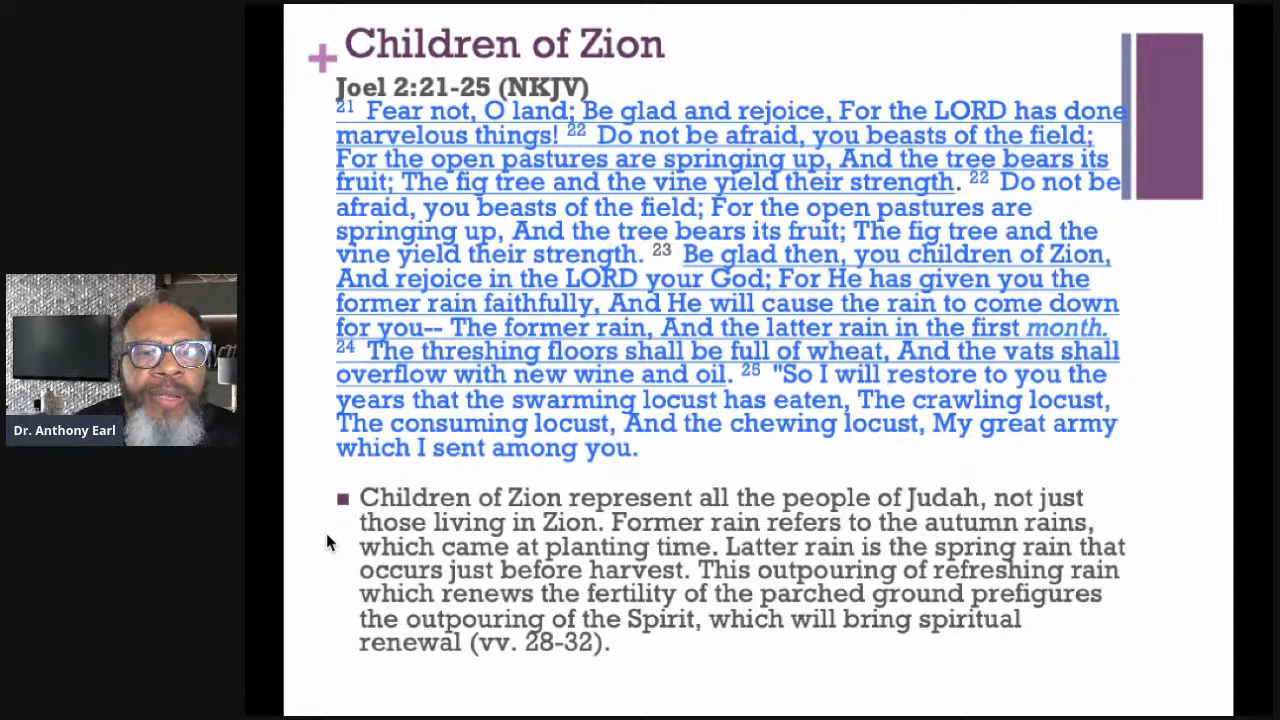 + Children of Zion
Joel 2:21-25 (NKJV)
21 Fear not, O land; Be glad and rejoice, For the LORD has done
marvelous things! 22 Do not be afraid, you beasts of the field;
For the open pastures are springing up, And the tree bears its
fruit; The fig tree and the vine yield their strength. 22 Do not be
afraid, you beasts of the field; For the open pastures are
springing up, And the tree bears its fruit; The fig tree and the
vine yield their strength. 23 Be glad then, you children of Zion,
And rejoice in the LORD your God; For He has given you the
former rain faithfully, And He will cause the rain to come down
for you-- The former rain, And the latter rain in the first month.
24 The threshing floors shall be full of wheat, And the vats shall
overflow with new wine and oil. 25 "So I will restore to you the
years that the swarming locust has eaten, The crawling locust,
The consuming locust, And the chewing locust, My great army
which I sent among you.
■ Children of Zion represent all the people of Judah, not just
those living in Zion. Former rain refers to the autumn rains,
which came at planting time. Latter rain is the spring rain that
occurs just before harvest. This outpouring of refreshing rain
which renews the fertility of the parched ground prefigures
the outpouring of the Spirit, which will bring spiritual
renewal (vv. 28-32).
Dr. Anthony Earl